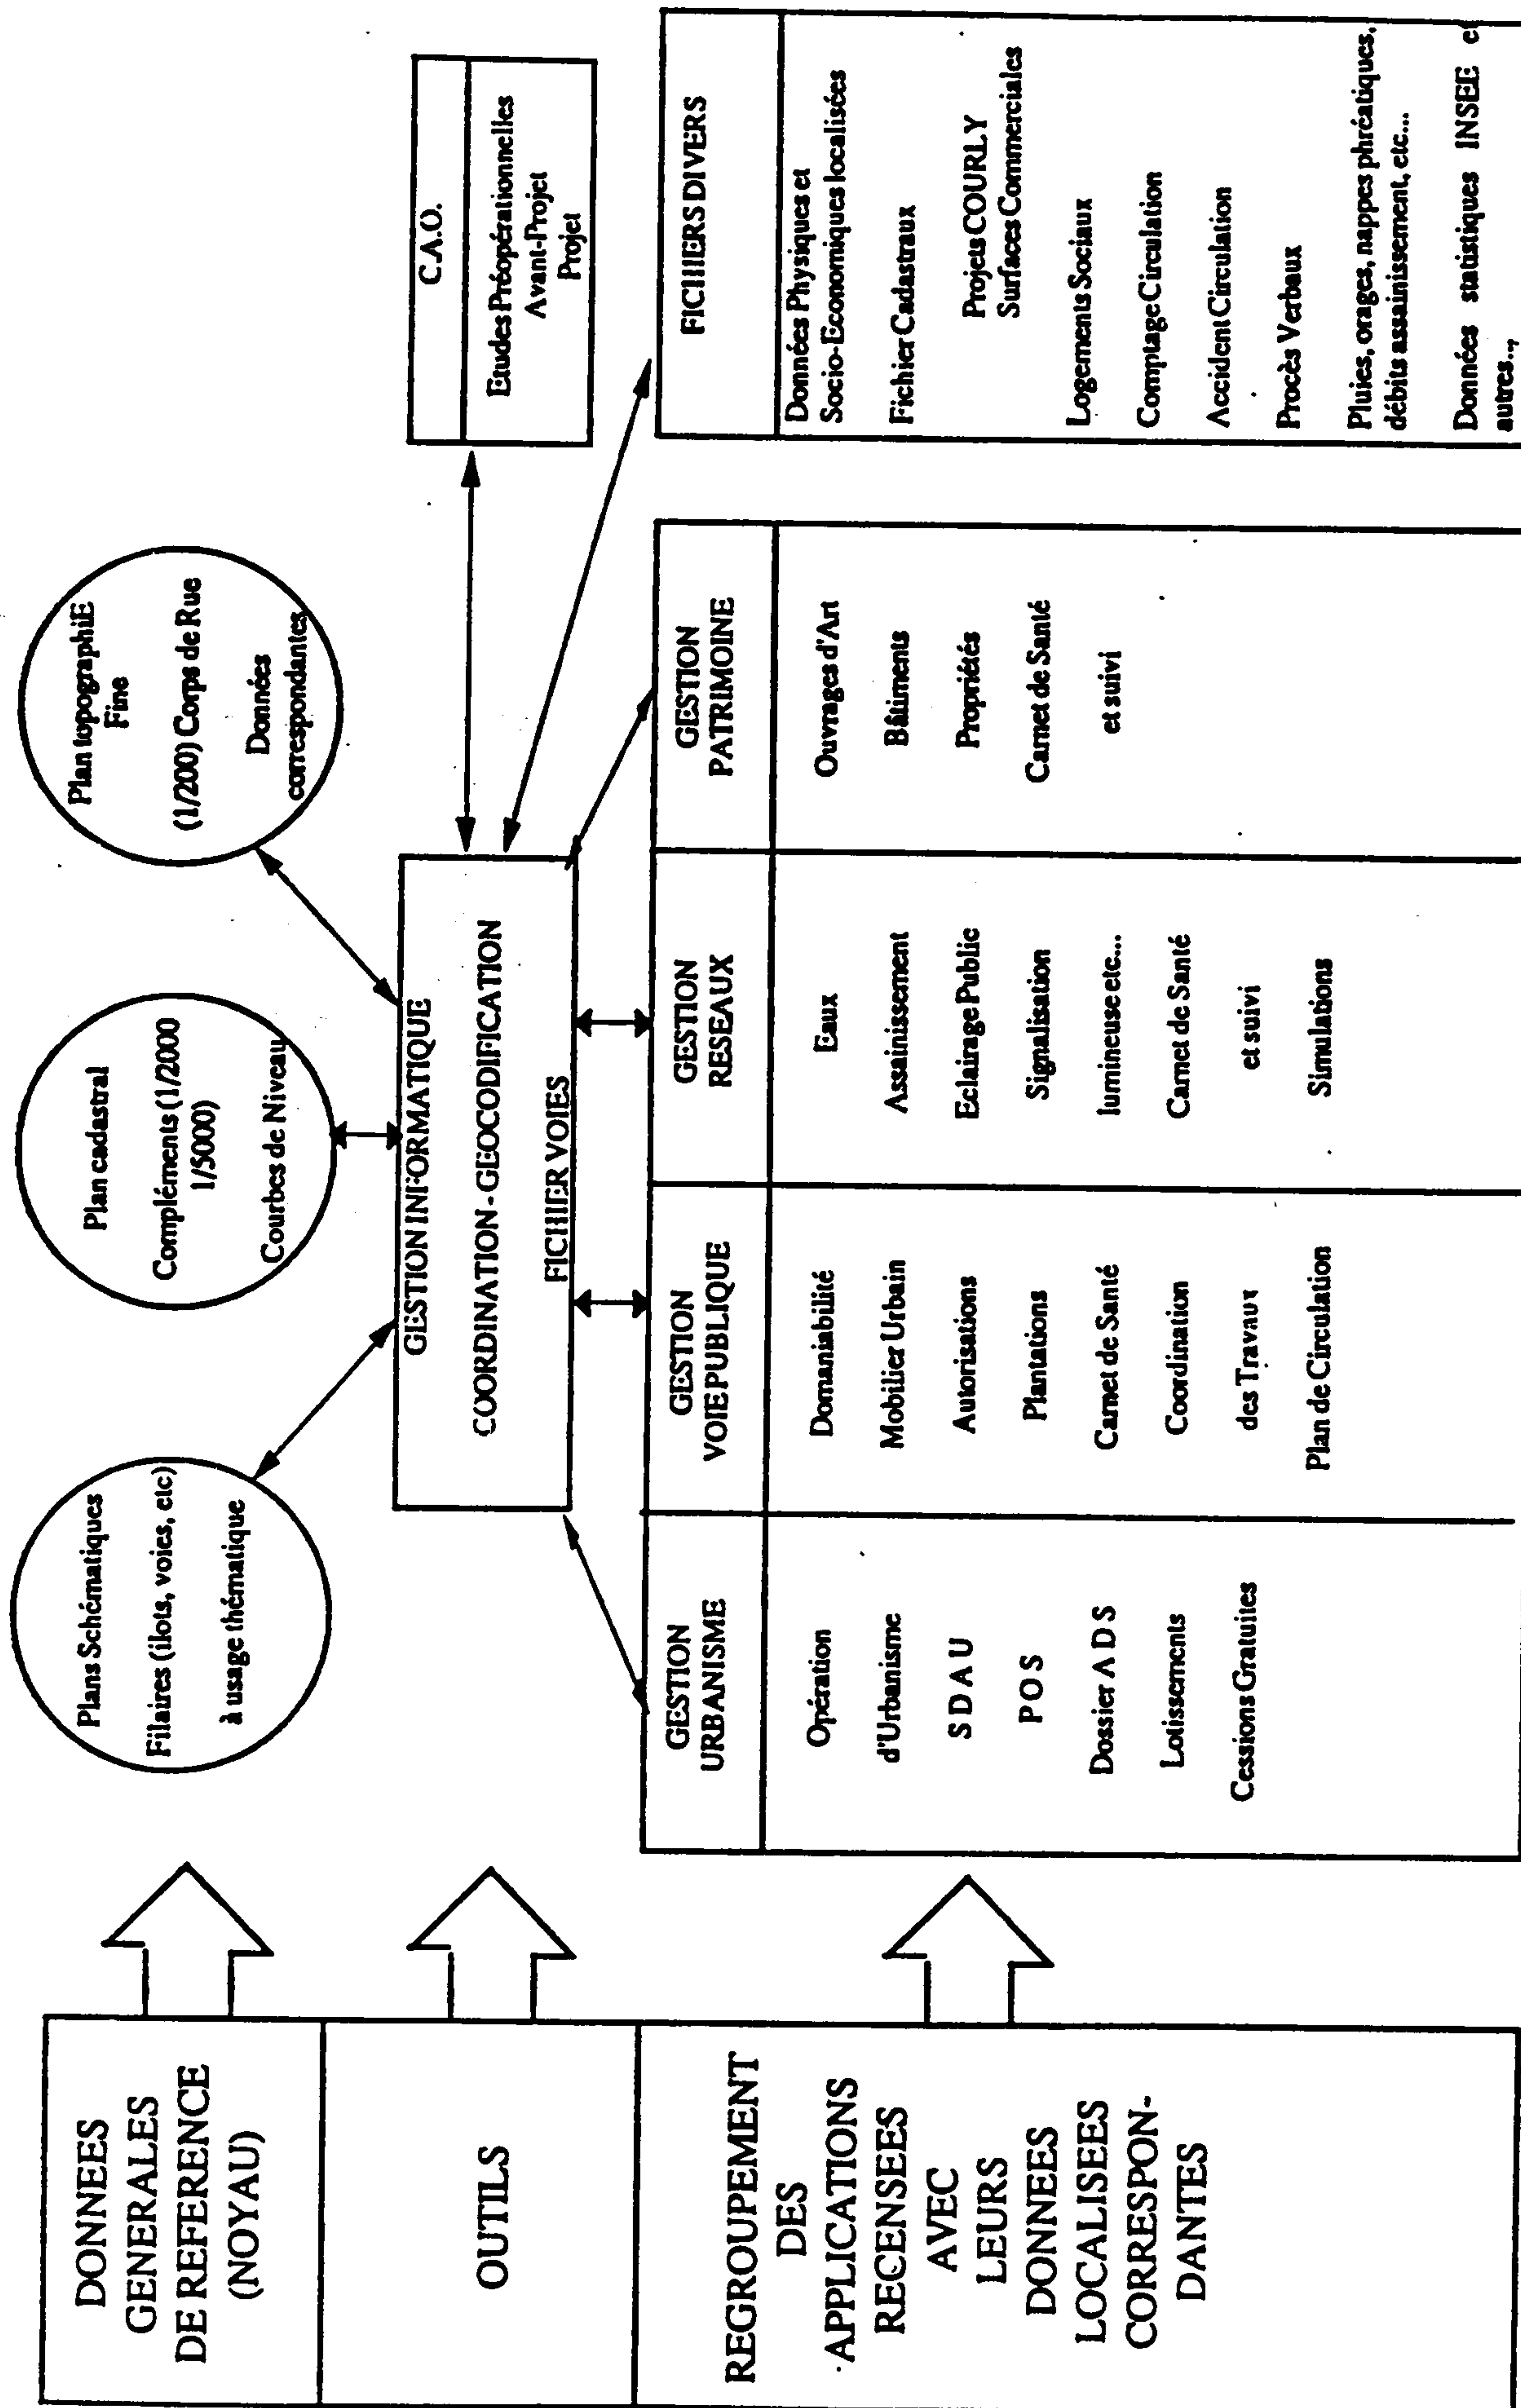 DONNEES
GENERALES
DE REFERENCE
(NOYAU)
Plans Schématiques
Filaires (ilots, voies, etc)
à usage thématique
Plan cadastral
Compléments (1/2000
1/5000)
Courbes de Niveau
Plan topographiE
Fine
(1/200) Corps de Rue
Données
correspondantes
OUTILS
GESTION INFORMATIQUE
COORDINATION - GEOCODIFICATION
FICHIER VOIES
C.A.O.
Etudes Préopérationnelles
Avant-Projet
Projet
REGROUPEMENT
DES
APPLICATIONS
RECENSEES
AVEC
LEURS
DONNEES
LOCALISEES
CORRESPON-
DANTES
GESTION
URBANISME
Opération
d'Urbanisme
S D A U
P O S
Dossier A D S
Lotissements
Cessions Gratuites
GESTION
VOIE PUBLIQUE
Domaniabilité
Mobilier Urbain
Autorisations
Plantations
Carnet de Santé
Coordination
des Travaux
Plan de Circulation
GESTION
RESEAUX
Eaux
Assainissement
Eclairage Public
Signalisation
lumineuse etc...
Carnet de Santé
et suivi
Simulations
GESTION
PATRIMOINE
Ouvrages d'Art
Bâtiments
Propriétés
Carnet de Santé
et suivi
FICHIERS DIVERS
Données Physiques et
Socio-Economiques localisées
Fichier Cadastraux
Projets COURLY
Surfaces Commerciales
Logements Sociaux
Comptage Circulation
Accident Circulation
Procès Verbaux
Pluies, orages, nappes phréatiques,
débits assainissement, etc...
Données statistiques INSEE et
autres..,